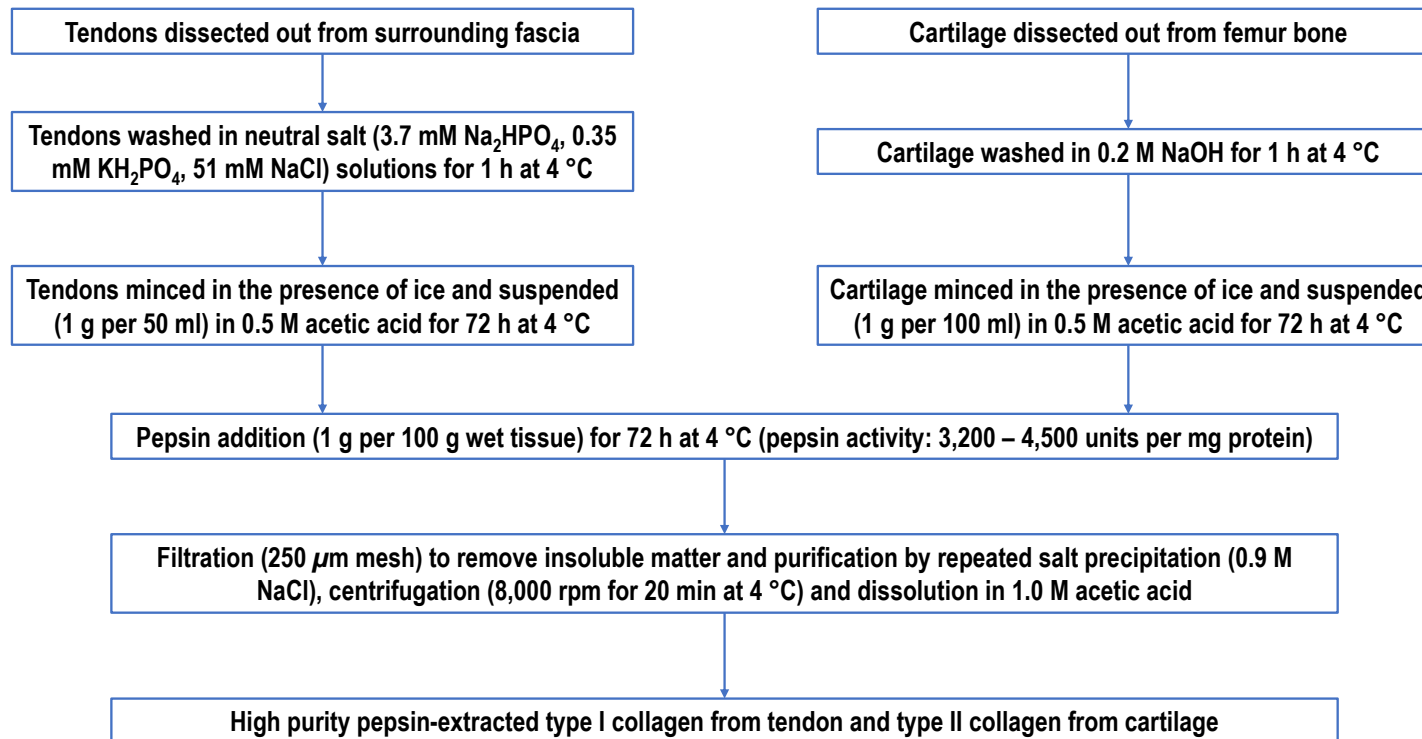 Tendons dissected out from surrounding fascia
Cartilage dissected out from femur bone
Tendons washed in neutral salt (3.7 mM Na₂HPO₄, 0.35
mM KH₂PO₄, 51 mM NaCl) solutions for 1 h at 4 °C
Cartilage washed in 0.2 M NaOH for 1 h at 4 °C
Tendons minced in the presence of ice and suspended
(1 g per 50 ml) in 0.5 M acetic acid for 72 h at 4 °C
Cartilage minced in the presence of ice and suspended
(1 g per 100 ml) in 0.5 M acetic acid for 72 h at 4 °C
Pepsin addition (1 g per 100 g wet tissue) for 72 h at 4 °C (pepsin activity: 3,200 – 4,500 units per mg protein)
Filtration (250 µm mesh) to remove insoluble matter and purification by repeated salt precipitation (0.9 M
NaCl), centrifugation (8,000 rpm for 20 min at 4 °C) and dissolution in 1.0 M acetic acid
High purity pepsin-extracted type I collagen from tendon and type II collagen from cartilage